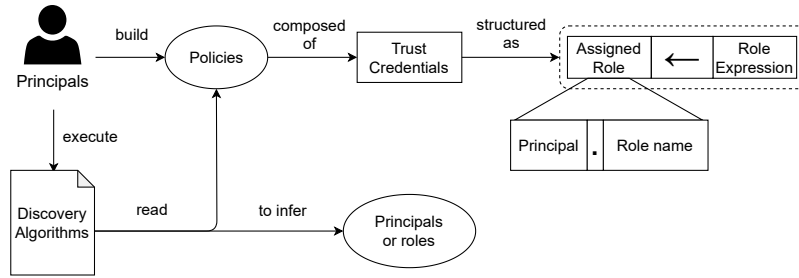 Principals
build
Policies
composed
of
Trust
Credentials
structured
as
Assigned
Role
←
Role
Expression
Principal . Role name
execute
Discovery
Algorithms
read
to infer
Principals
or roles